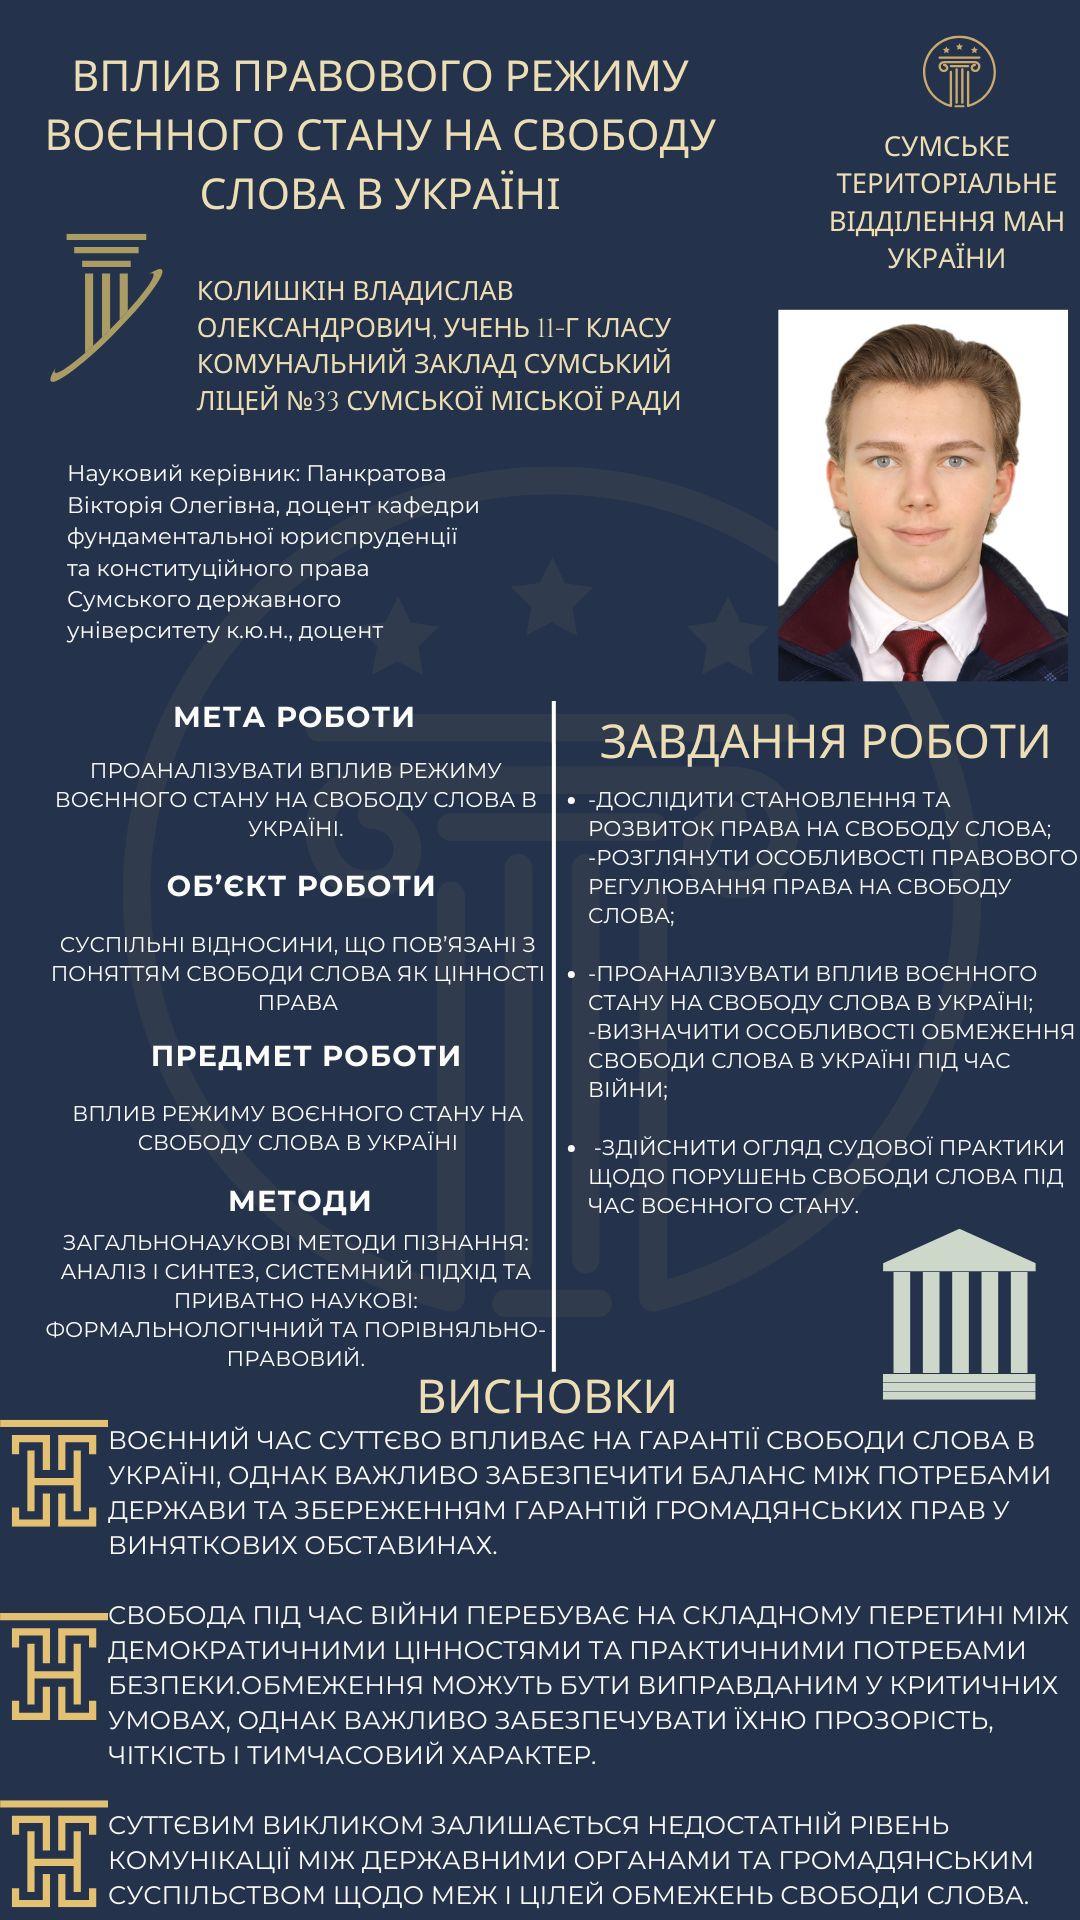 ВПЛИВ ПРАВОВОГО РЕЖИМУ
ВОЄННОГО СТАНУ НА СВОБОДУ
СЛОВА В УКРАЇНІ
СУМСЬКЕ
ТЕРИТОРІАЛЬНЕ
ВІДДІЛЕННЯ МАН
УКРАЇНИ
КОЛИШКІН ВЛАДИСЛАВ
ОЛЕКСАНДРОВИЧ, УЧЕНЬ 11-Г КЛАСУ
КОМУНАЛЬНИЙ ЗАКЛАД СУМСЬКИЙ
ЛІЦЕЙ №33 СУМСЬКОЇ МІСЬКОЇ РАДИ
Науковий керівник: Панкратова
Вікторія Олегівна, доцент кафедри
фундаментальної юриспруденції
та конституційного права
Сумського державного
університету к.ю.н., доцент
МЕТА РОБОТИ
ПРОАНАЛІЗУВАТИ ВПЛИВ РЕЖИМУ
ВОЄННОГО СТАНУ НА СВОБОДУ СЛОВА В
УКРАЇНІ.
ОБ’ЄКТ РОБОТИ
СУСПІЛЬНІ ВІДНОСИНИ, ЩО ПОВ’ЯЗАНІ З
ПОНЯТТЯМ СВОБОДИ СЛОВА ЯК ЦІННОСТІ
ПРАВА
ПРЕДМЕТ РОБОТИ
ВПЛИВ РЕЖИМУ ВОЄННОГО СТАНУ НА
СВОБОДУ СЛОВА В УКРАЇНІ
МЕТОДИ
ЗАГАЛЬНОНАУКОВІ МЕТОДИ ПІЗНАННЯ:
АНАЛІЗ І СИНТЕЗ, СИСТЕМНИЙ ПІДХІД ТА
ПРИВАТНО НАУКОВІ:
ФОРМАЛЬНОЛОГІЧНИЙ ТА ПОРІВНЯЛЬНО-
ПРАВОВИЙ.
ЗАВДАННЯ РОБОТИ
• -ДОСЛІДИТИ СТАНОВЛЕННЯ ТА
РОЗВИТОК ПРАВА НА СВОБОДУ СЛОВА;
-РОЗГЛЯНУТИ ОСОБЛИВОСТІ ПРАВОВОГО
РЕГУЛЮВАННЯ ПРАВА НА СВОБОДУ
СЛОВА;
• -ПРОАНАЛІЗУВАТИ ВПЛИВ ВОЄННОГО
СТАНУ НА СВОБОДУ СЛОВА В УКРАЇНІ;
-ВИЗНАЧИТИ ОСОБЛИВОСТІ ОБМЕЖЕННЯ
СВОБОДИ СЛОВА В УКРАЇНІ ПІД ЧАС
ВІЙНИ;
• -ЗДІЙСНИТИ ОГЛЯД СУДОВОЇ ПРАКТИКИ
ЩОДО ПОРУШЕНЬ СВОБОДИ СЛОВА ПІД
ЧАС ВОЄННОГО СТАНУ.
ВИСНОВКИ
ВОЄННИЙ ЧАС СУТТЄВО ВПЛИВАЄ НА ГАРАНТІЇ СВОБОДИ СЛОВА В
УКРАЇНІ, ОДНАК ВАЖЛИВО ЗАБЕЗПЕЧИТИ БАЛАНС МІЖ ПОТРЕБАМИ
ДЕРЖАВИ ТА ЗБЕРЕЖЕННЯМ ГАРАНТІЙ ГРОМАДЯНСЬКИХ ПРАВ У
ВИНЯТКОВИХ ОБСТАВИНАХ.
СВОБОДА ПІД ЧАС ВІЙНИ ПЕРЕБУВАЄ НА СКЛАДНОМУ ПЕРЕТИНІ МІЖ
ДЕМОКРАТИЧНИМИ ЦІННОСТЯМИ ТА ПРАКТИЧНИМИ ПОТРЕБАМИ
БЕЗПЕКИ.ОБМЕЖЕННЯ МОЖУТЬ БУТИ ВИПРАВДАНИМ У КРИТИЧНИХ
УМОВАХ, ОДНАК ВАЖЛИВО ЗАБЕЗПЕЧУВАТИ ЇХНЮ ПРОЗОРІСТЬ,
ЧІТКІСТЬ І ТИМЧАСОВИЙ ХАРАКТЕР.
СУТТЄВИМ ВИКЛИКОМ ЗАЛИШАЄТЬСЯ НЕДОСТАТНІЙ РІВЕНЬ
КОМУНІКАЦІЇ МІЖ ДЕРЖАВНИМИ ОРГАНАМИ ТА ГРОМАДЯНСЬКИМ
СУСПІЛЬСТВОМ ЩОДО МЕЖ І ЦІЛЕЙ ОБМЕЖЕНЬ СВОБОДИ СЛОВА.